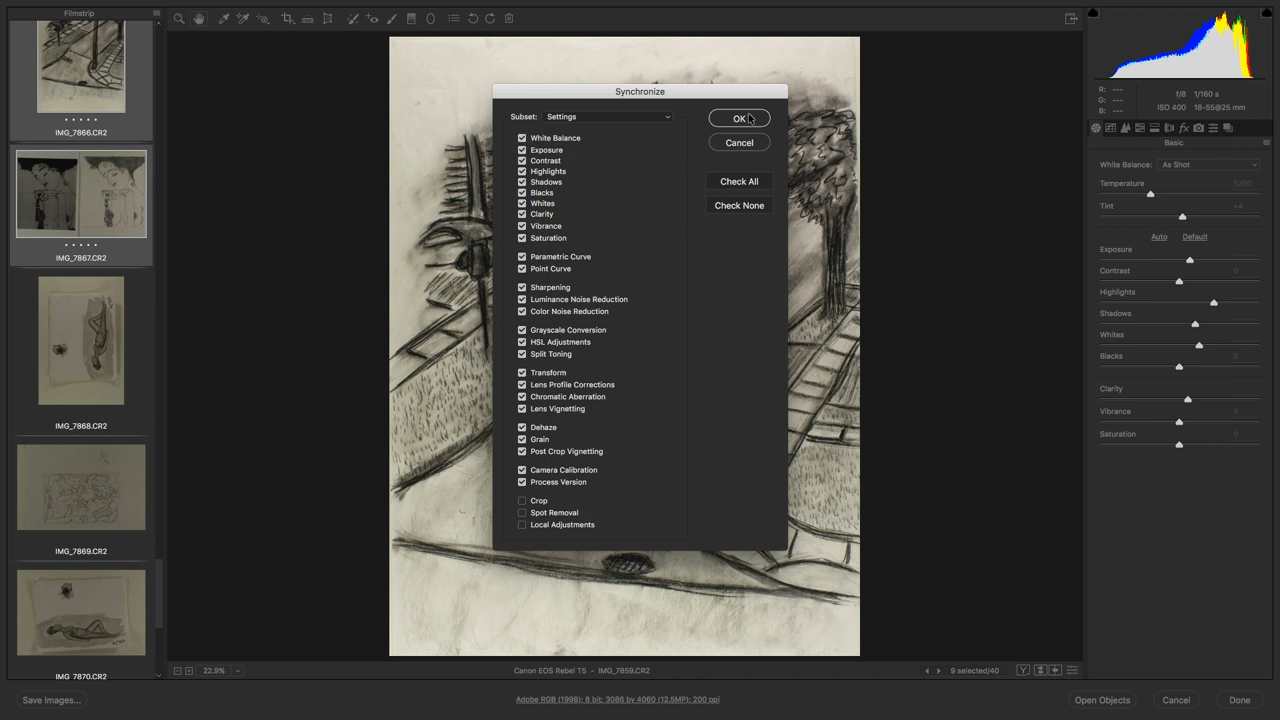 Filmstrip
IMG_7866.CR2
IMG_7867.CR2
IMG_7868.CR2
IMG_7869.CR2
IMG_7870.CR2
Save Images...
Synchronize
Subset: Settings
OK
Cancel
Check All
Check None
White Balance
Exposure
Contrast
Highlights
Shadows
Blacks
Whites
Clarity
Vibrance
Saturation
Parametric Curve
Point Curve
Sharpening
Luminance Noise Reduction
Color Noise Reduction
Grayscale Conversion
HSL Adjustments
Split Toning
Transform
Lens Profile Corrections
Chromatic Aberration
Lens Vignetting
Dehaze
Grain
Post Crop Vignetting
Camera Calibration
Process Version
Crop
Spot Removal
Local Adjustments
22.9%
Canon EOS Rebel T5 - IMG_7859.CR2
9 selected/40
Adobe RGB (1998); 8 bit; 3086 by 4060 (12.5MP); 200 ppi
R: ---
G: ---
B: ---
f/8 1/160 s
ISO 400 18-55@25 mm
Basic
White Balance: As Shot
Temperature 5200
Tint +4
Auto Default
Exposure
Contrast 0
Highlights
Shadows
Whites
Blacks 0
Clarity
Vibrance 0
Saturation 0
Open Objects
Cancel
Done